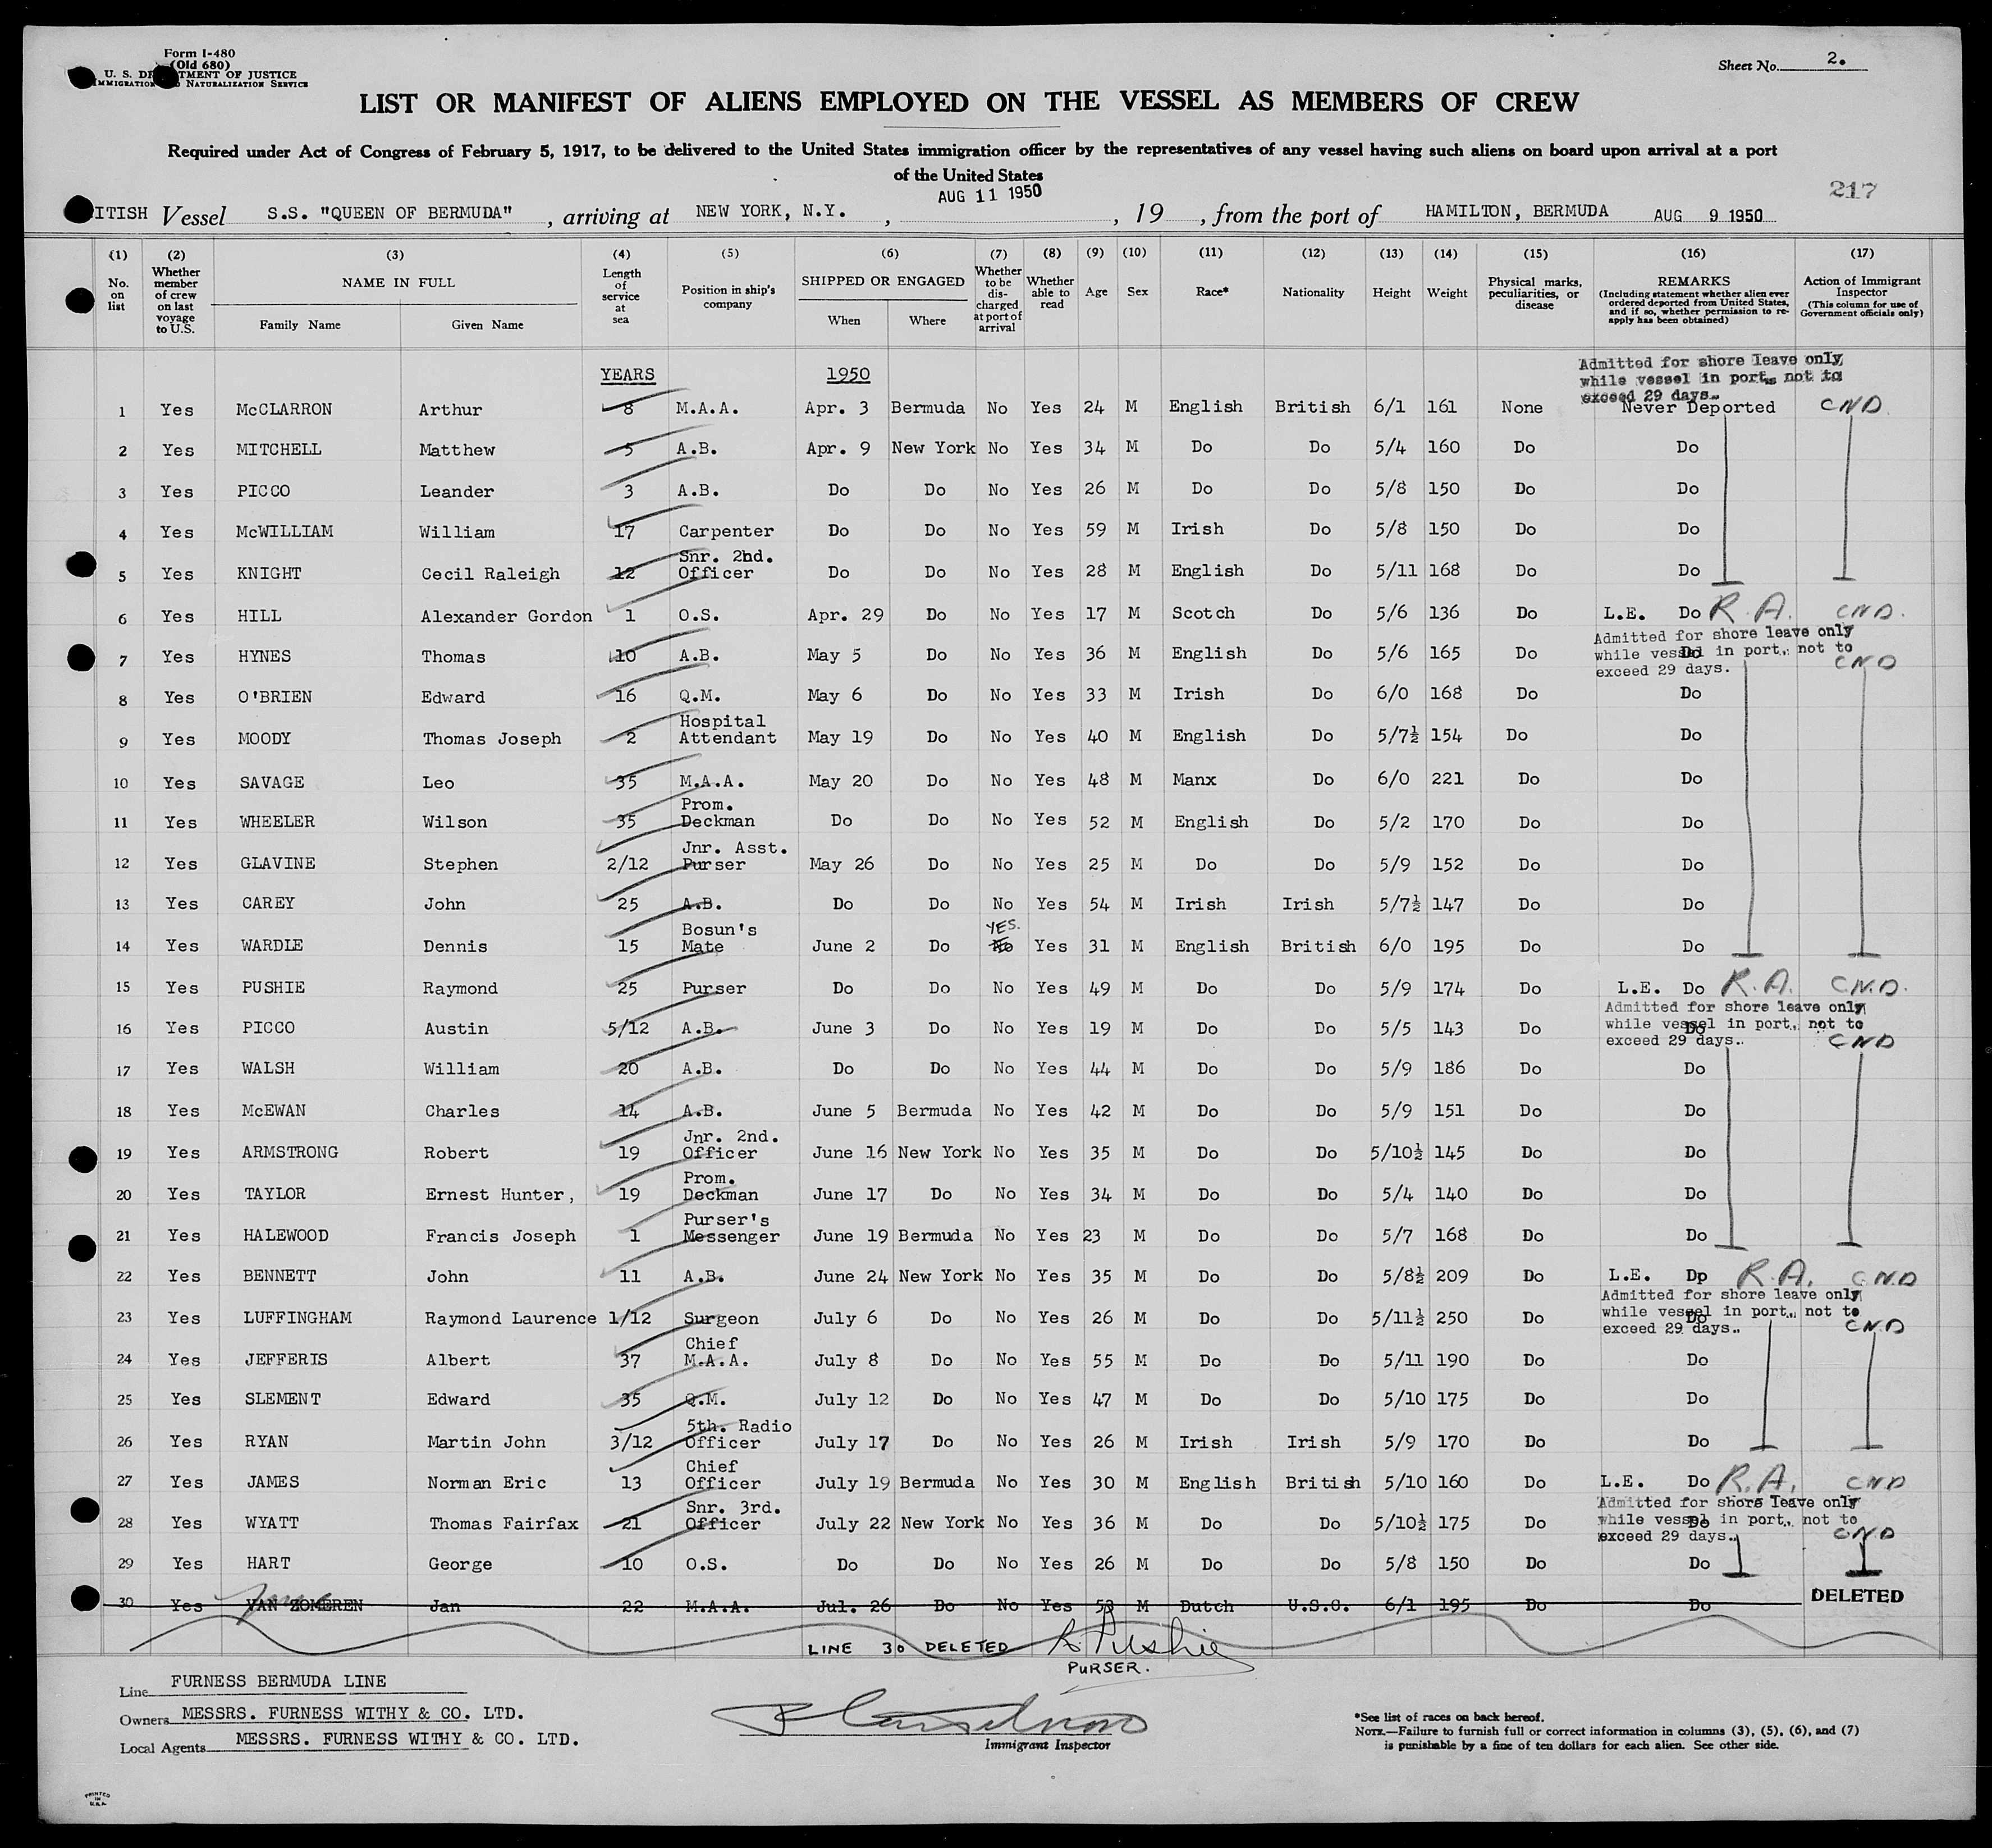 Form I-480
(Old 680)
U. S. DEPARTMENT OF JUSTICE
IMMIGRATION AND NATURALIZATION SERVICE
Sheet No. 2.
LIST OR MANIFEST OF ALIENS EMPLOYED ON THE VESSEL AS MEMBERS OF CREW
Required under Act of Congress of February 5, 1917, to be delivered to the United States immigration officer by the representatives of any vessel having such aliens on board upon arrival at a port
of the United States
217
ITISH Vessel S.S. "QUEEN OF BERMUDA", arriving at NEW YORK, N.Y., AUG 11 1950, 19, from the port of HAMILTON, BERMUDA AUG 9 1950
(1) (2) (3) (4) (5) (6) (7) (8) (9) (10) (11) (12) (13) (14) (15) (16) (17)
No. on list
Whether member of crew on last voyage to U.S.
NAME IN FULL
Family Name Given Name
Length of service at sea
Position in ship's company
SHIPPED OR ENGAGED
When Where
Whether to be discharged at port of arrival
Whether able to read
Age
Sex
Race*
Nationality
Height
Weight
Physical marks, peculiarities, or disease
REMARKS
(Including statement whether alien ever ordered deported from United States, and if so, whether permission to re-apply has been obtained)
Action of Immigrant Inspector
(This column for use of Government officials only)
YEARS 1950
Admitted for shore leave only
while vessel in port, not to
exceed 29 days.
1 Yes McCLARRON Arthur 8 M.A.A. Apr. 3 Bermuda No Yes 24 M English British 6/1 161 None Never Deported CND.
2 Yes MITCHELL Matthew 5 A.B. Apr. 9 New York No Yes 34 M Do Do 5/4 160 Do Do
3 Yes PICCO Leander 3 A.B. Do Do No Yes 26 M Do Do 5/8 150 Do Do
4 Yes McWILLIAM William 17 Carpenter Do Do No Yes 59 M Irish Do 5/8 150 Do Do
5 Yes KNIGHT Cecil Raleigh 12 Snr. 2nd. Officer Do Do No Yes 28 M English Do 5/11 168 Do Do
6 Yes HILL Alexander Gordon 1 O.S. Apr. 29 Do No Yes 17 M Scotch Do 5/6 136 Do L.E. Do R.A. CND.
Admitted for shore leave only
while vessel in port, not to
exceed 29 days.
7 Yes HYNES Thomas 10 A.B. May 5 Do No Yes 36 M English Do 5/6 165 Do Do CND
8 Yes O'BRIEN Edward 16 Q.M. May 6 Do No Yes 33 M Irish Do 6/0 168 Do Do
9 Yes MOODY Thomas Joseph 2 Hospital Attendant May 19 Do No Yes 40 M English Do 5/7½ 154 Do Do
10 Yes SAVAGE Leo 35 M.A.A. May 20 Do No Yes 48 M Manx Do 6/0 221 Do Do
11 Yes WHEELER Wilson 35 Prom. Deckman Do Do No Yes 52 M English Do 5/2 170 Do Do
12 Yes GLAVINE Stephen 2/12 Jnr. Asst. Purser May 26 Do No Yes 25 M Do Do 5/9 152 Do Do
13 Yes CAREY John 25 A.B. Do Do No Yes 54 M Irish Irish 5/7½ 147 Do Do
14 Yes WARDLE Dennis 15 Bosun's Mate June 2 Do No YES. Yes 31 M English British 6/0 195 Do Do
15 Yes PUSHIE Raymond 25 Purser Do Do No Yes 49 M Do Do 5/9 174 Do L.E. Do R.A. C.N.D.
Admitted for shore leave only
while vessel in port, not to
exceed 29 days.
16 Yes PICCO Austin 5/12 A.B. June 3 Do No Yes 19 M Do Do 5/5 143 Do Do CND
17 Yes WALSH William 20 A.B. Do Do No Yes 44 M Do Do 5/9 186 Do Do
18 Yes McEWAN Charles 14 A.B. June 5 Bermuda No Yes 42 M Do Do 5/9 151 Do Do
19 Yes ARMSTRONG Robert 19 Jnr. 2nd. Officer June 16 New York No Yes 35 M Do Do 5/10½ 145 Do Do
20 Yes TAYLOR Ernest Hunter, 19 Prom. Deckman June 17 Do No Yes 34 M Do Do 5/4 140 Do Do
21 Yes HALEWOOD Francis Joseph 1 Purser's Messenger June 19 Bermuda No Yes 23 M Do Do 5/7 168 Do Do
22 Yes BENNETT John 11 A.B. June 24 New York No Yes 35 M Do Do 5/8½ 209 Do L.E. Dp R.A. C.N.D
Admitted for shore leave only
while vessel in port, not to
exceed 29 days.
23 Yes LUFFINGHAM Raymond Laurence 1/12 Surgeon July 6 Do No Yes 26 M Do Do 5/11½ 250 Do Do CND
24 Yes JEFFERIS Albert 37 Chief M.A.A. July 8 Do No Yes 55 M Do Do 5/11 190 Do Do
25 Yes SLEMENT Edward 35 Q.M. July 12 Do No Yes 47 M Do Do 5/10 175 Do Do
26 Yes RYAN Martin John 3/12 5th. Radio Officer July 17 Do No Yes 26 M Irish Irish 5/9 170 Do Do
27 Yes JAMES Norman Eric 13 Chief Officer July 19 Bermuda No Yes 30 M English British 5/10 160 Do L.E. Do R.A. CND
Admitted for shore leave only
while vessel in port, not to
exceed 29 days.
28 Yes WYATT Thomas Fairfax 21 Snr. 3rd. Officer July 22 New York No Yes 36 M Do Do 5/10½ 175 Do Do CND
29 Yes HART George 10 O.S. Do Do No Yes 26 M Do Do 5/8 150 Do Do
30 Yes VAN ZOMEREN Jan 22 M.A.A. Jul. 26 Do No Yes 53 M Dutch U.S.C. 6/1 195 Do Do DELETED
LINE 30 DELETED R Pushie
PURSER.
Line FURNESS BERMUDA LINE
Owners MESSRS. FURNESS WITHY & CO. LTD.
Local Agents MESSRS. FURNESS WITHY & CO. LTD.
Immigrant Inspector
*See list of races on back hereof.
NOTE.—Failure to furnish full or correct information in columns (3), (5), (6), and (7)
is punishable by a fine of ten dollars for each alien. See other side.
PRINTED
IN
U.S.A.